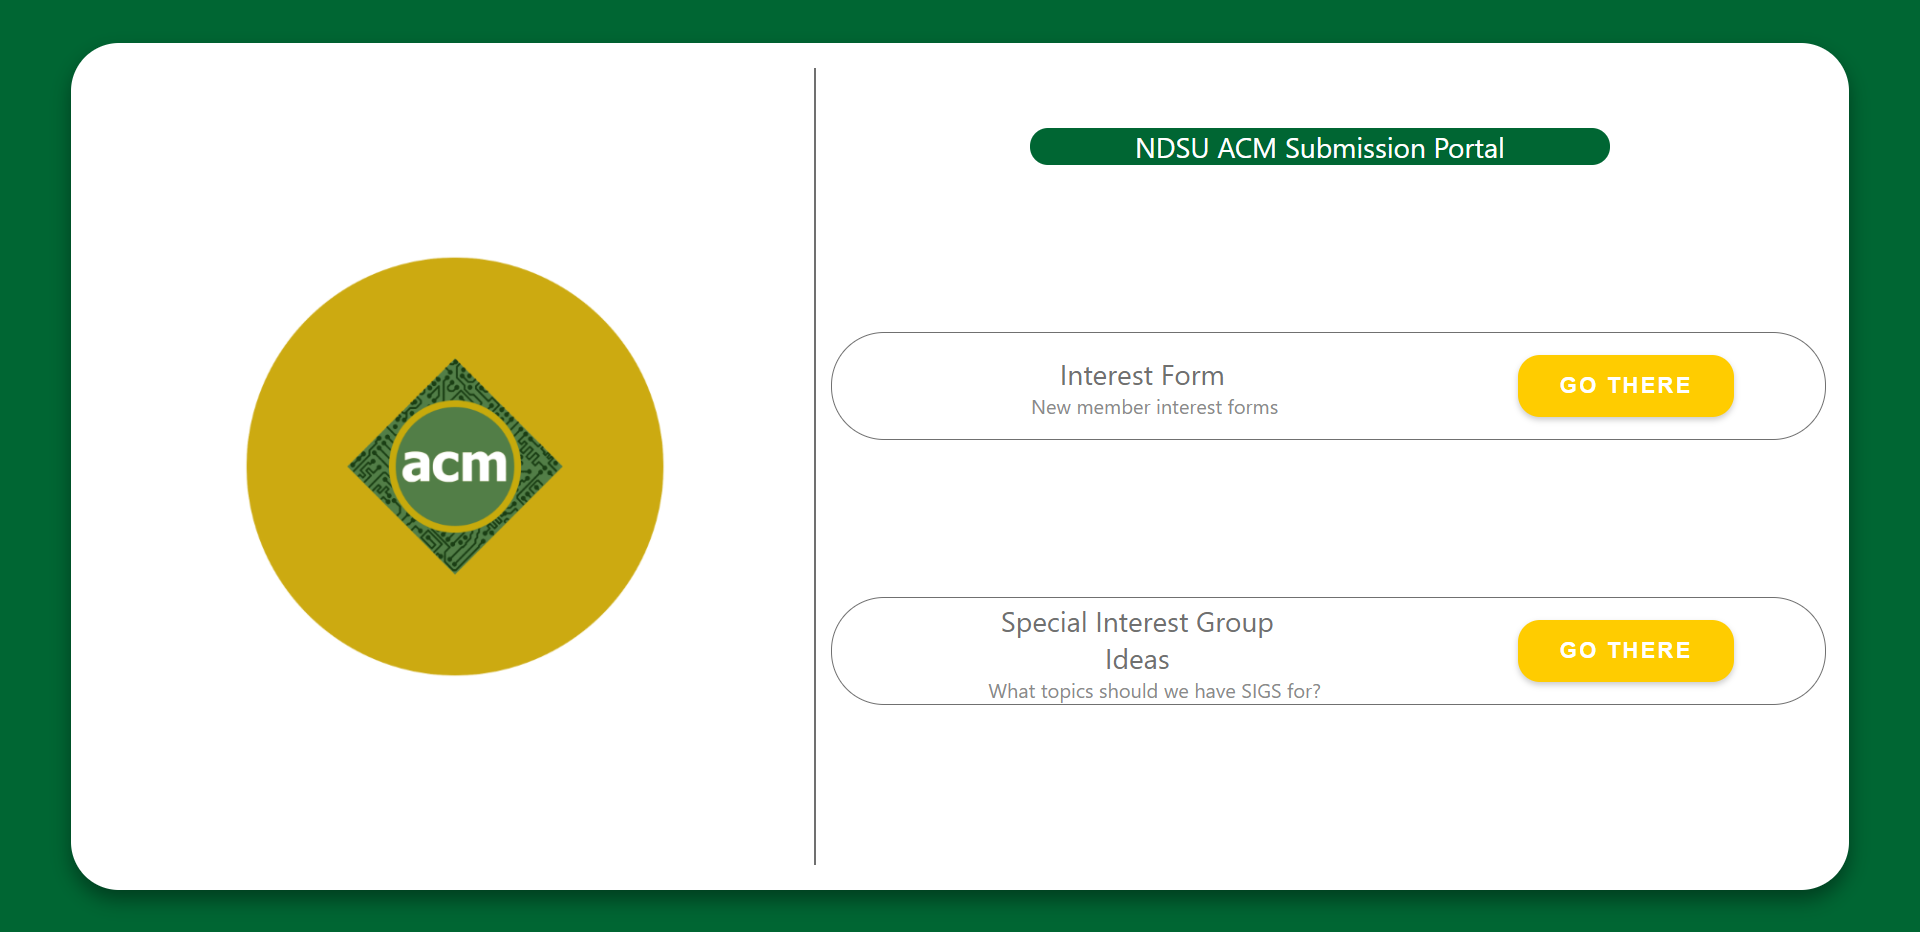 acm
NDSU ACM Submission Portal
Interest Form
New member interest forms
GO THERE
Special Interest Group
Ideas
What topics should we have SIGS for?
GO THERE